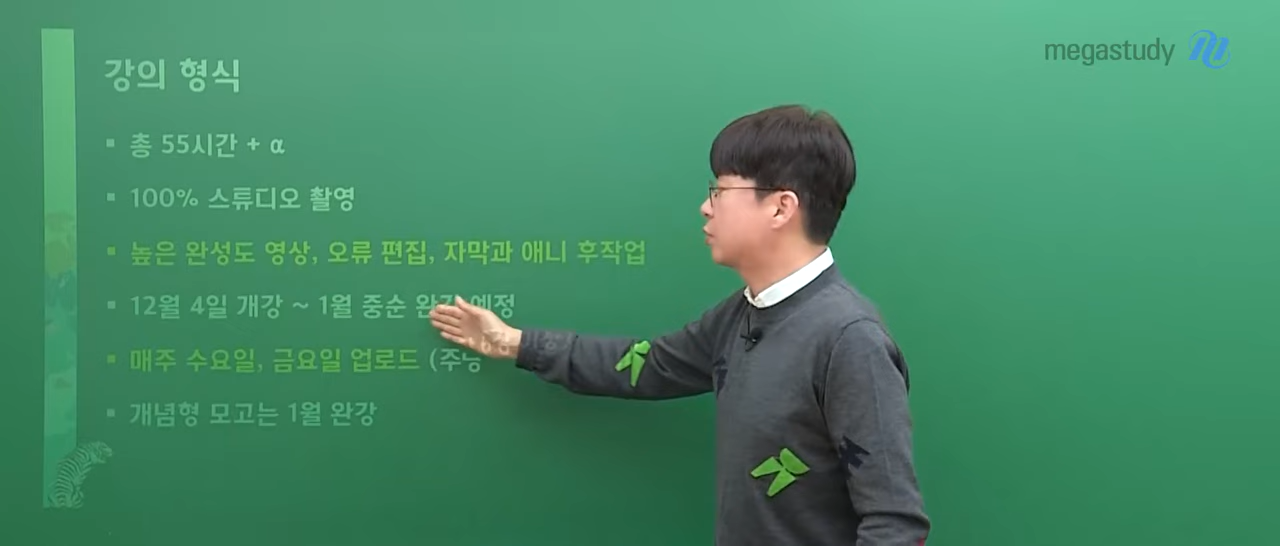 강의 형식
megastudy
▪ 총 55시간 + α
▪ 100% 스튜디오 촬영
▪ 높은 완성도 영상, 오류 편집, 자막과 애니 후작업
▪ 12월 4일 개강 ~ 1월 중순 예정
▪ 매주 수요일, 금요일 업로드
▪ 개념형 모고는 1월 완강